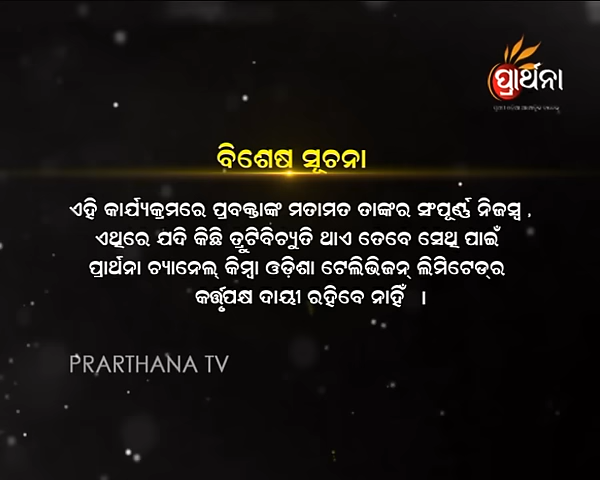 ପ୍ରାର୍ଥନା
ବିଶେଷ ସୂଚନା
ଏହି କାର୍ଯ୍ୟକ୍ରମରେ ପ୍ରବକ୍ତାଙ୍କ ମତାମତ ତାଙ୍କର ସଂପୂର୍ଣ୍ଣ ନିଜସ୍ୱ ,
ଏଥିରେ ଯଦି କିଛି ତ୍ରୁଟିବିଚ୍ୟୁତି ଥାଏ ତେବେ ସେଥି ପାଇଁ
ପ୍ରାର୍ଥନା ଚ୍ୟାନେଲ୍ କିମ୍ବା ଓଡ଼ିଶା ଟେଲିଭିଜନ୍ ଲିମିଟେଡ୍‌ର
କର୍ତ୍ତୃପକ୍ଷ ଦାୟୀ ରହିବେ ନାହିଁ ।
PRARTHANA TV